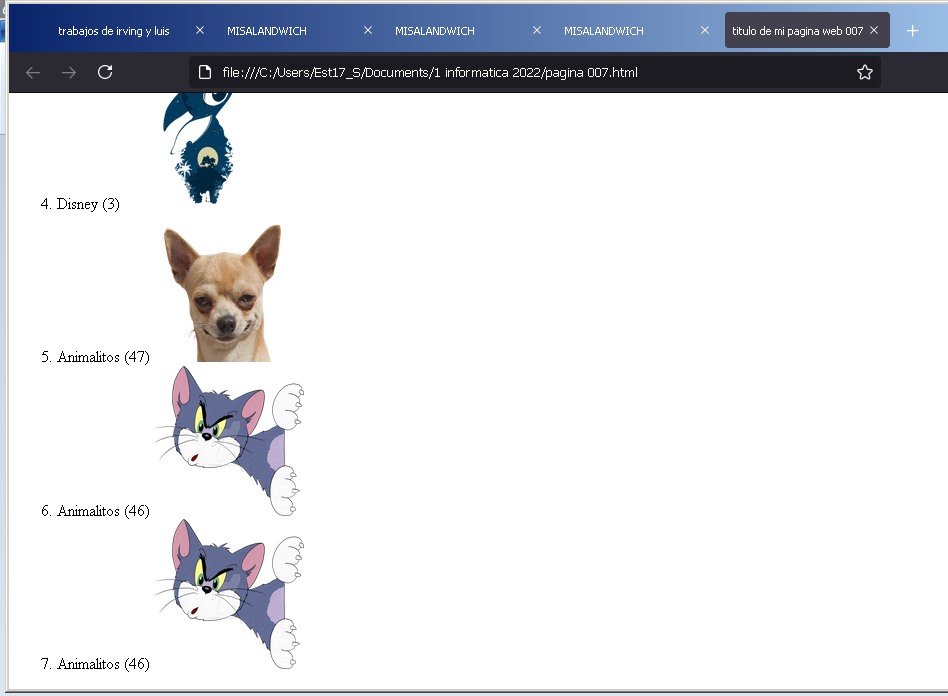 trabajos de irving y luis
MISALANDWICH
MISALANDWICH
MISALANDWICH
titulo de mi pagina web 007
file:///C:/Users/Est17_S/Documents/1 informatica 2022/pagina 007.html
4. Disney (3)
5. Animalitos (47)
6. Animalitos (46)
7. Animalitos (46)